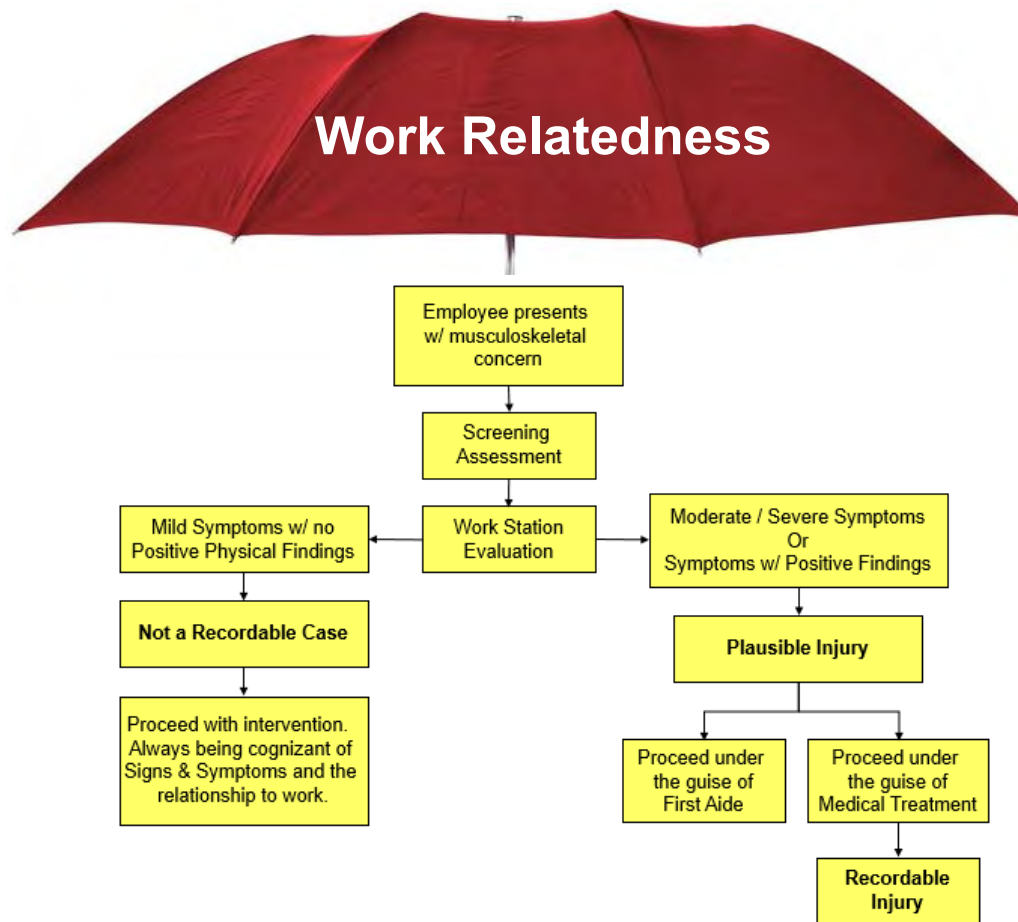 Work Relatedness
Employee presents
w/ musculoskeletal
concern
Screening
Assessment
Mild Symptoms w/ no
Positive Physical Findings
Work Station
Evaluation
Moderate / Severe Symptoms
Or
Symptoms w/ Positive Findings
Not a Recordable Case
Plausible Injury
Proceed with intervention.
Always being cognizant of
Signs & Symptoms and the
relationship to work.
Proceed under
the guise of
First Aide
Proceed under
the guise of
Medical Treatment
Recordable
Injury